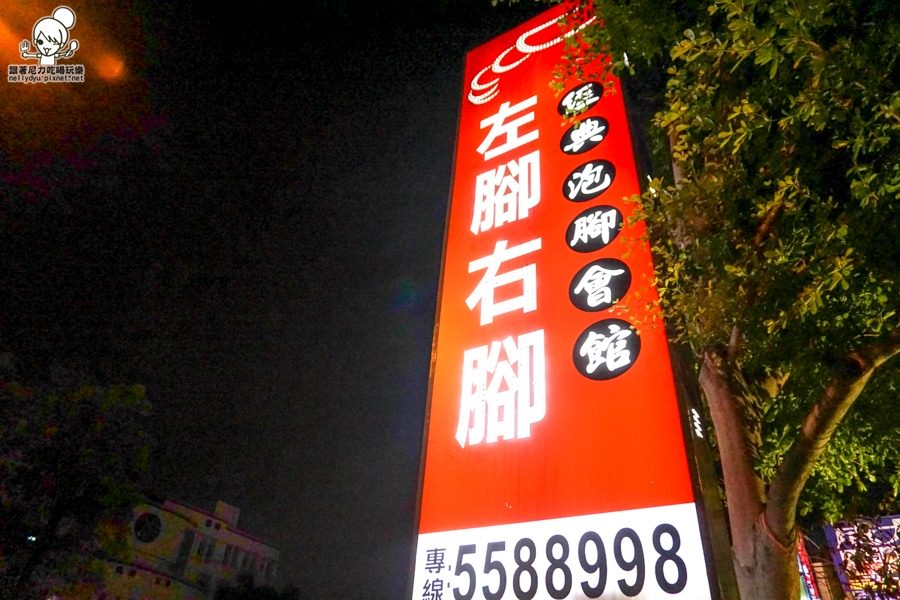 跟著尼力吃喝玩樂
nellydyu.pixnet.net
經典泡腳會館
左腳右腳
專線:5588998